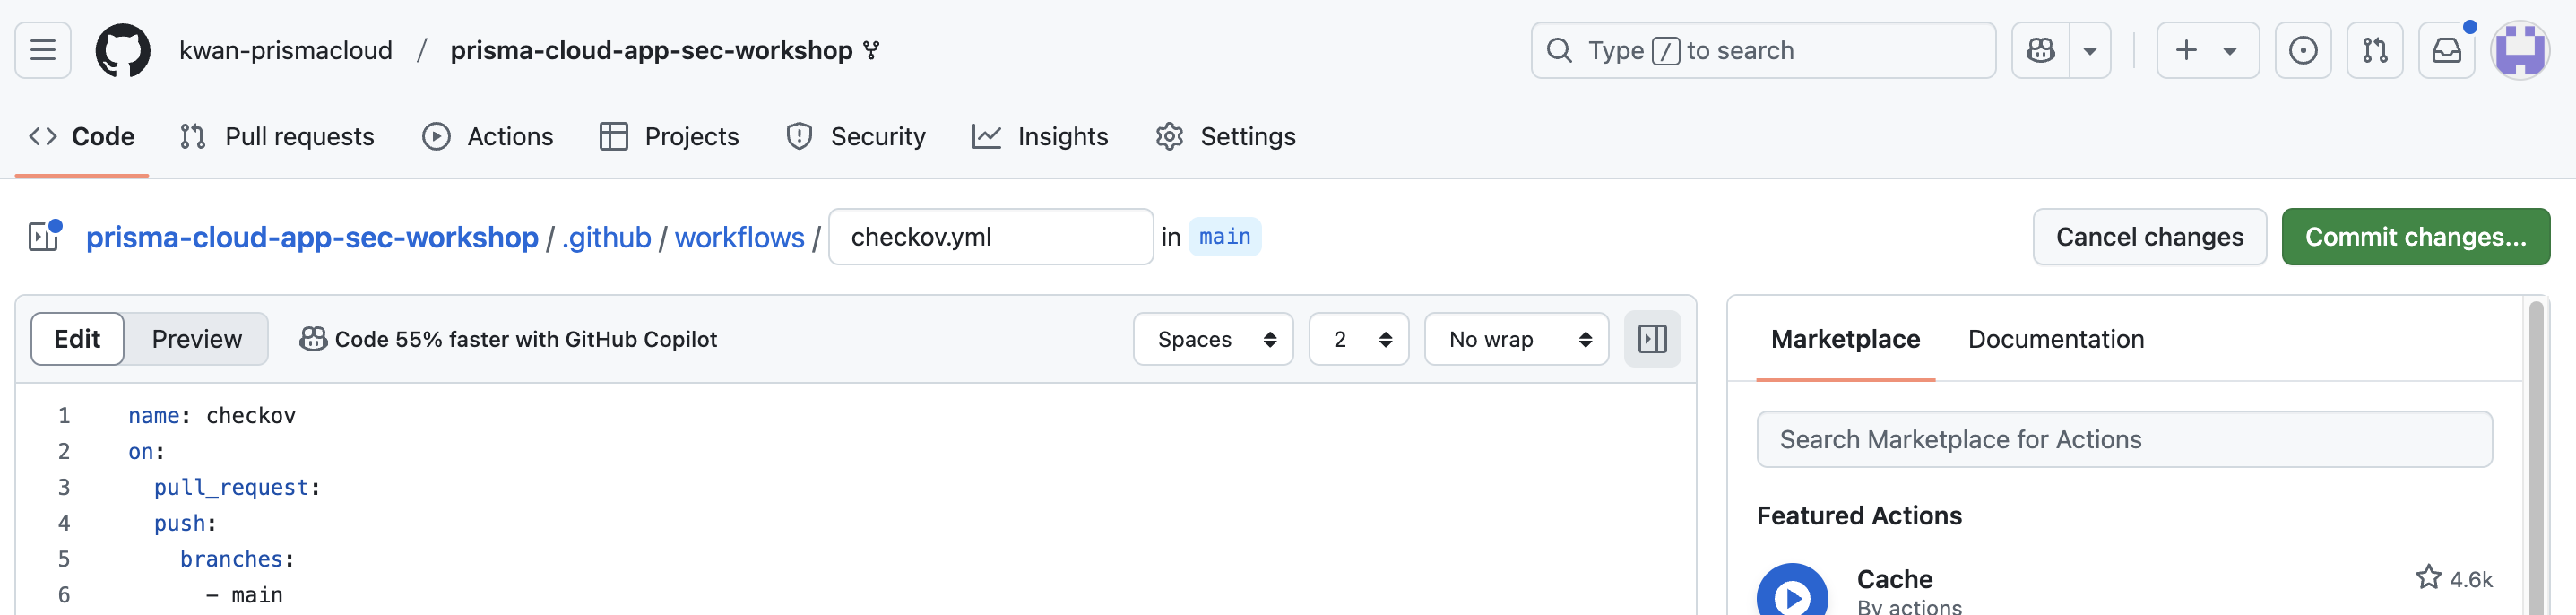 kwan-prismacloud / prisma-cloud-app-sec-workshop
Type / to search
Code Pull requests Actions Projects Security Insights Settings
prisma-cloud-app-sec-workshop / .github / workflows / checkov.yml in main
Cancel changes Commit changes...
Edit Preview Code 55% faster with GitHub Copilot Spaces 2 No wrap
1 name: checkov
2 on:
3 pull_request:
4 push:
5 branches:
6 - main
Marketplace Documentation
Search Marketplace for Actions
Featured Actions
Cache 4.6k
By actions